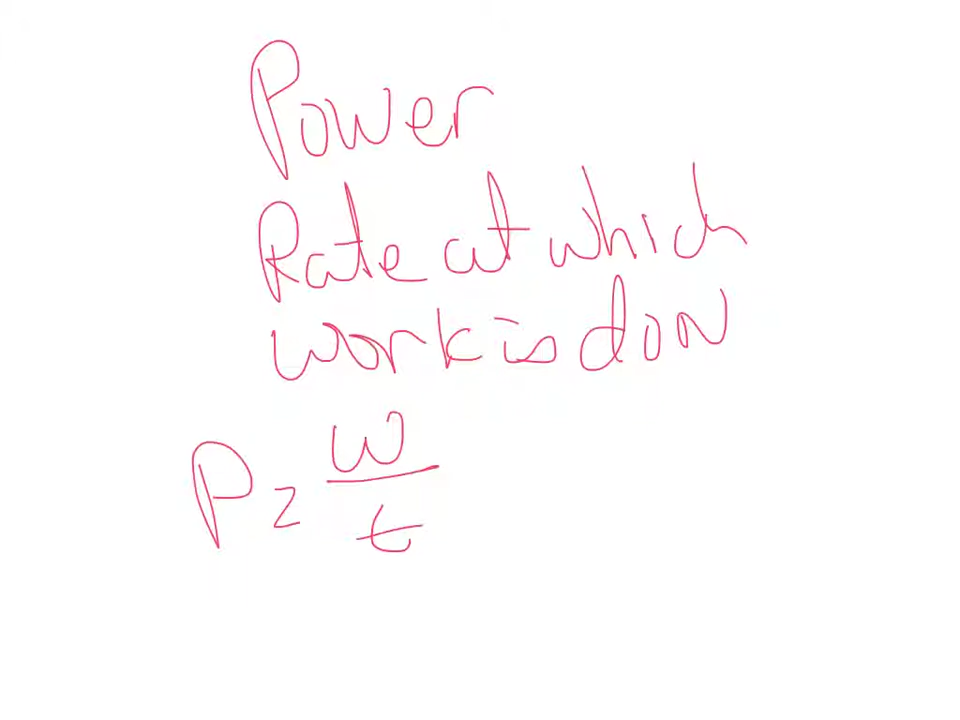 Power
Rate at which
work is don
P = W
t